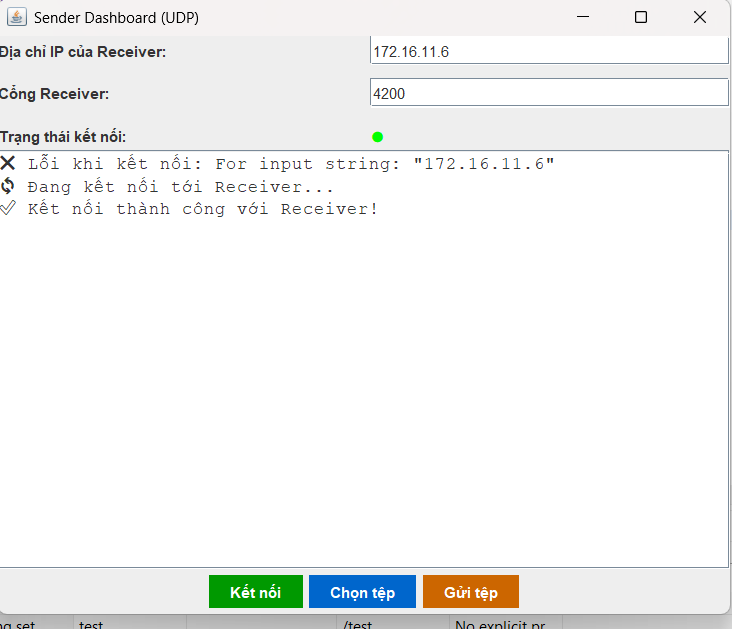 Sender Dashboard (UDP)
Địa chỉ IP của Receiver: 172.16.11.6
Cổng Receiver: 4200
Trạng thái kết nối:
❌ Lỗi khi kết nối: For input string: "172.16.11.6"
🔄 Đang kết nối tới Receiver...
✅ Kết nối thành công với Receiver!
Kết nối Chọn tệp Gửi tệp
set test /test No explicit pr